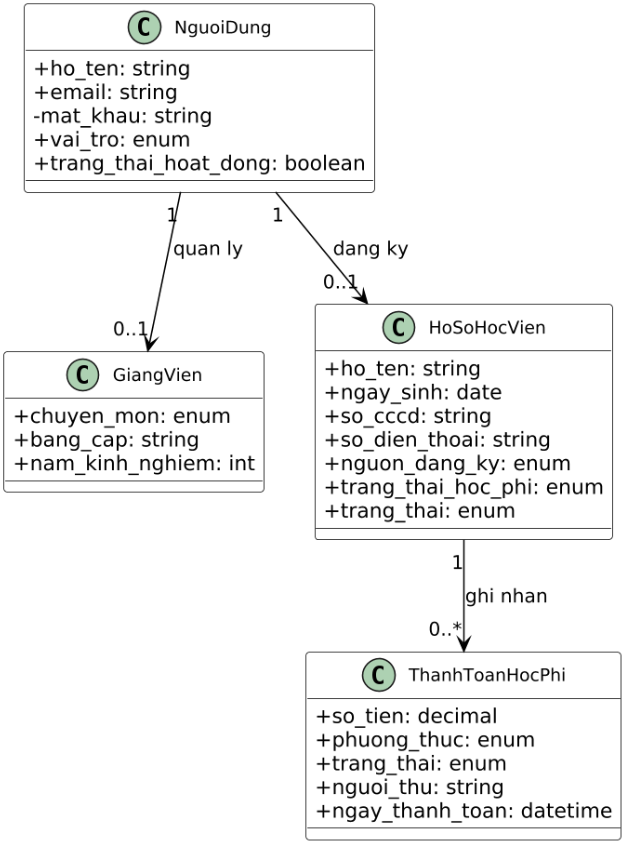 C NguoiDung
+ho_ten: string
+email: string
-mat_khau: string
+vai_tro: enum
+trang_thai_hoat_dong: boolean
1
1
quan ly
dang ky
0..1
0..1
C GiangVien
+chuyen_mon: enum
+bang_cap: string
+nam_kinh_nghiem: int
C HoSoHocVien
+ho_ten: string
+ngay_sinh: date
+so_cccd: string
+so_dien_thoai: string
+nguon_dang_ky: enum
+trang_thai_hoc_phi: enum
+trang_thai: enum
1
ghi nhan
0..*
C ThanhToanHocPhi
+so_tien: decimal
+phuong_thuc: enum
+trang_thai: enum
+nguoi_thu: string
+ngay_thanh_toan: datetime